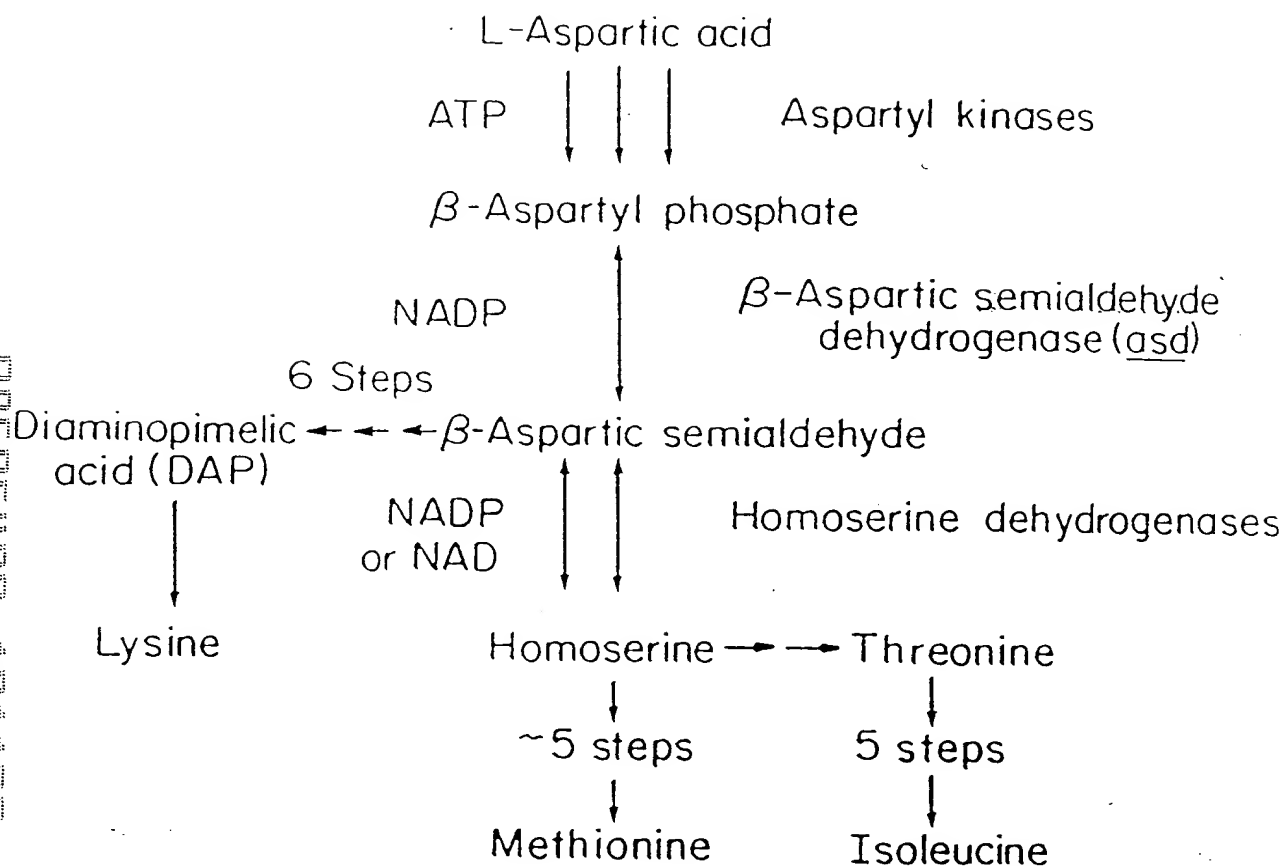 L-Aspartic acid
ATP
Aspartyl kinases
β-Aspartyl phosphate
NADP
β-Aspartic semialdehyde
dehydrogenase (asd)
6 Steps
Diaminopimelic
acid (DAP)
β-Aspartic semialdehyde
NADP
or NAD
Homoserine dehydrogenases
Lysine
Homoserine
Threonine
~5 steps
5 steps
Methionine
Isoleucine